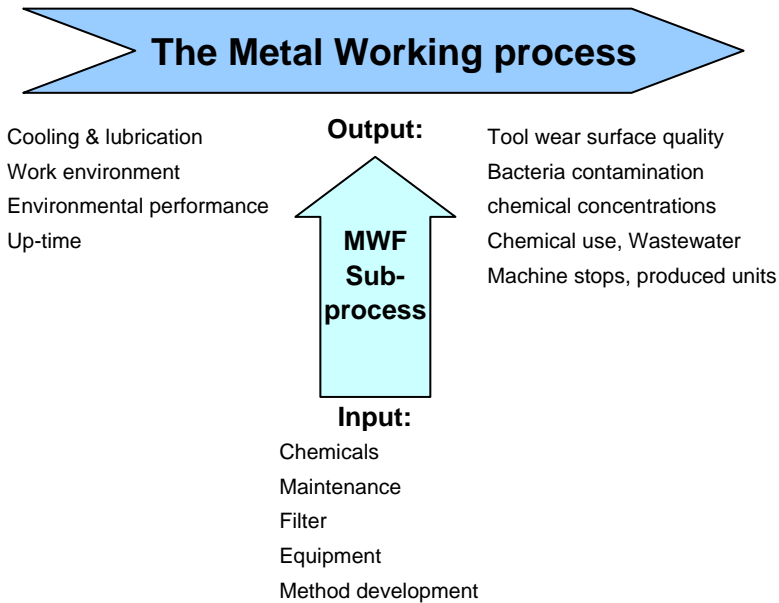 The Metal Working process
Cooling & lubrication
Work environment
Environmental performance
Up-time
Output:
MWF
Sub-
process
Tool wear surface quality
Bacteria contamination
chemical concentrations
Chemical use, Wastewater
Machine stops, produced units
Input:
Chemicals
Maintenance
Filter
Equipment
Method development